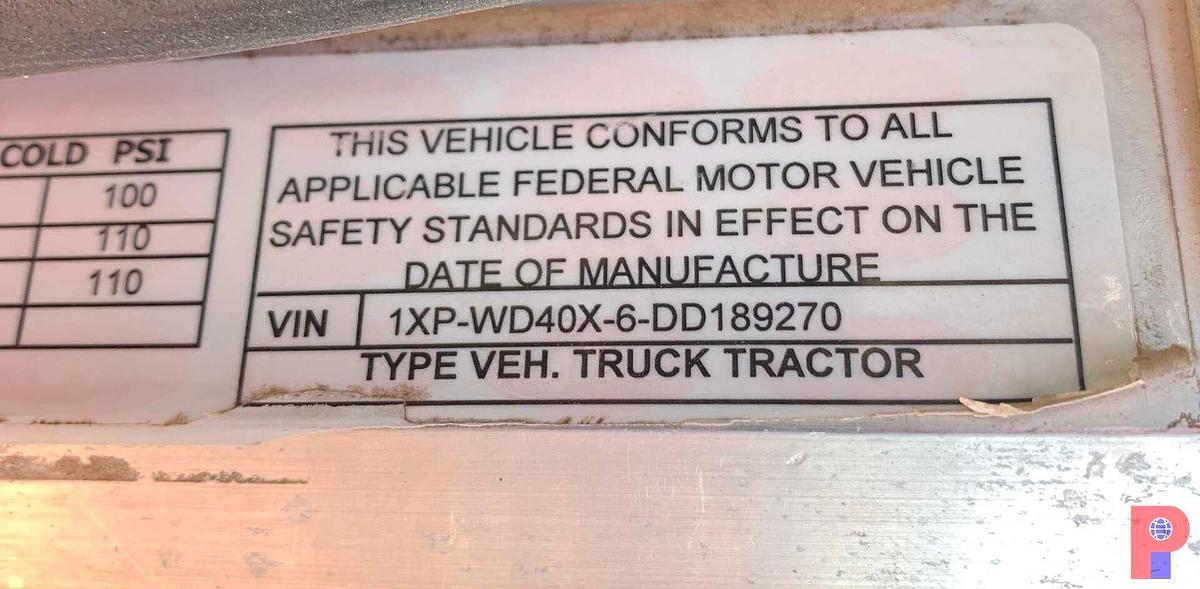 COLD PSI
100
110
110
THIS VEHICLE CONFORMS TO ALL
APPLICABLE FEDERAL MOTOR VEHICLE
SAFETY STANDARDS IN EFFECT ON THE
DATE OF MANUFACTURE
VIN 1XP-WD40X-6-DD189270
TYPE VEH. TRUCK TRACTOR